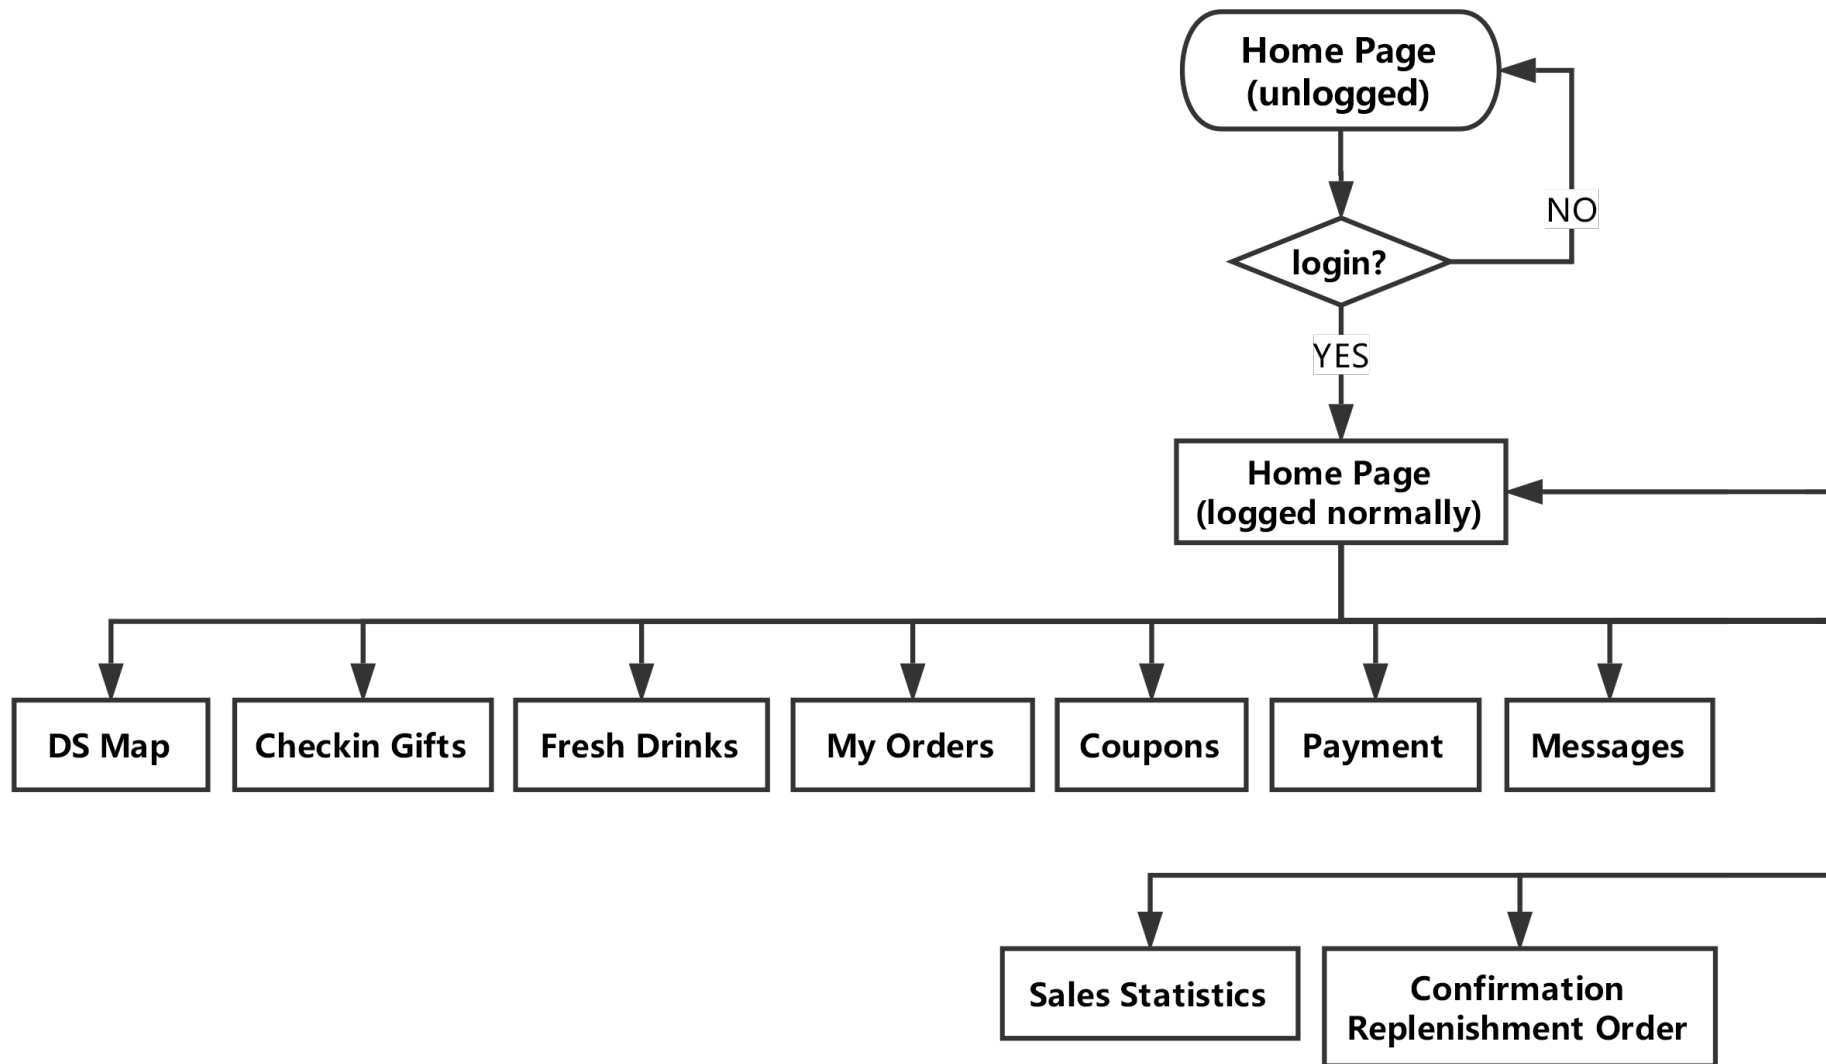 Home Page
(unlogged)
NO
login?
YES
Home Page
(logged normally)
DS Map
Checkin Gifts
Fresh Drinks
My Orders
Coupons
Payment
Messages
Sales Statistics
Confirmation
Replenishment Order